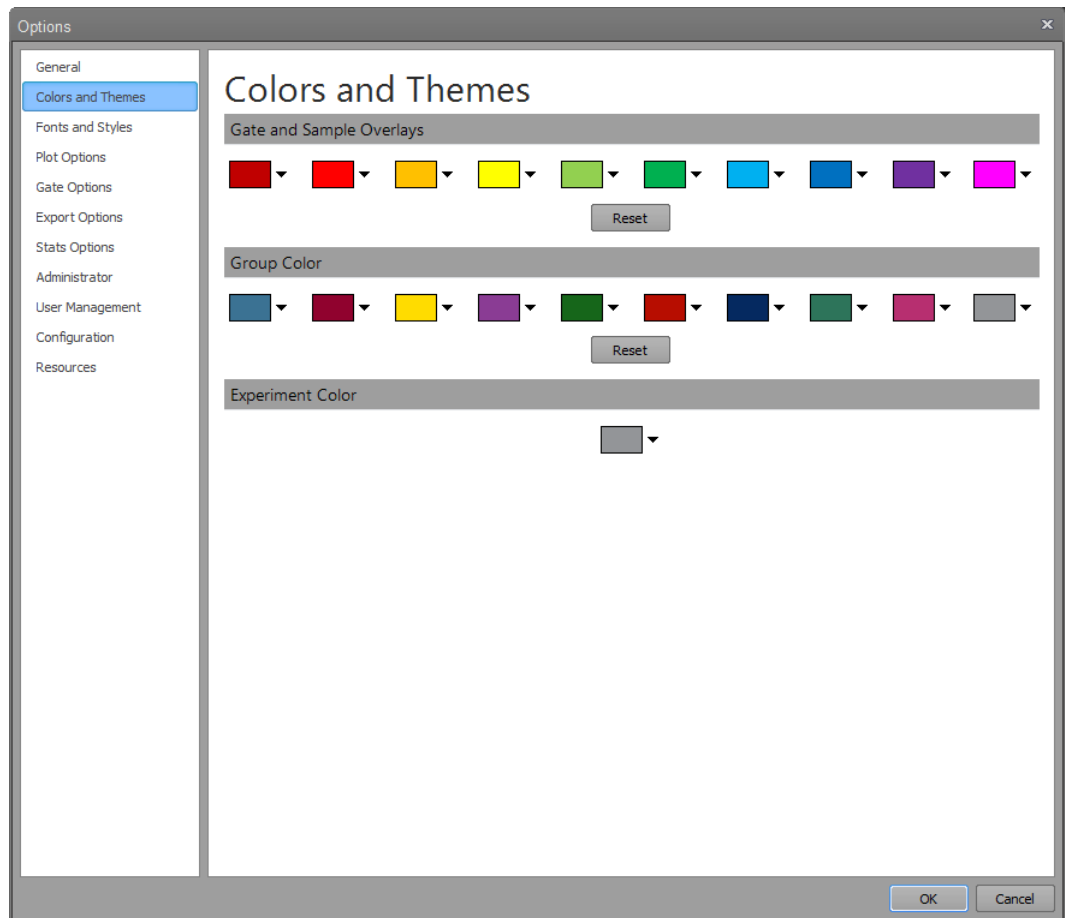 Options
General
Colors and Themes
Fonts and Styles
Plot Options
Gate Options
Export Options
Stats Options
Administrator
User Management
Configuration
Resources
Colors and Themes
Gate and Sample Overlays
Reset
Group Color
Reset
Experiment Color
OK
Cancel